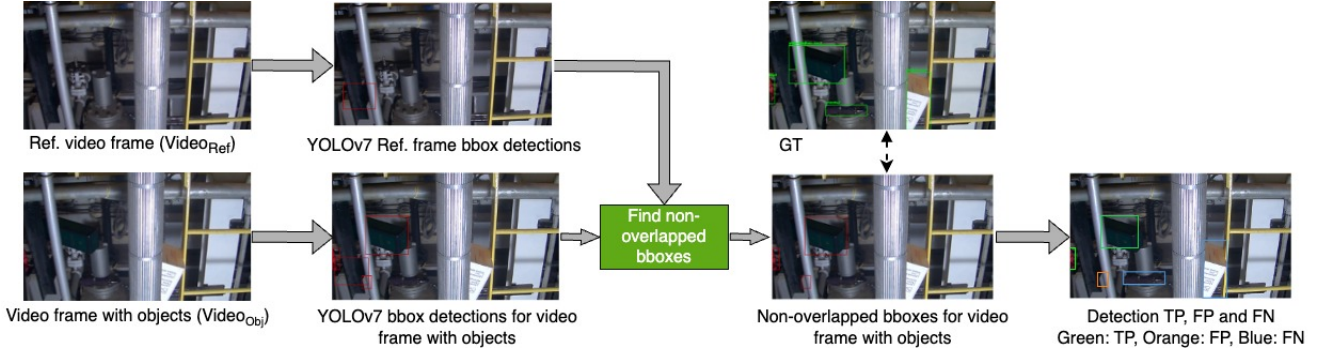 Ref. video frame (Video_Ref)
YOLOv7 Ref. frame bbox detections
GT
Find non-
overlapped
bboxes
Video frame with objects (Video_Obj)
YOLOv7 bbox detections for video
frame with objects
Non-overlapped bboxes for video
frame with objects
Detection TP, FP and FN
Green: TP, Orange: FP, Blue: FN